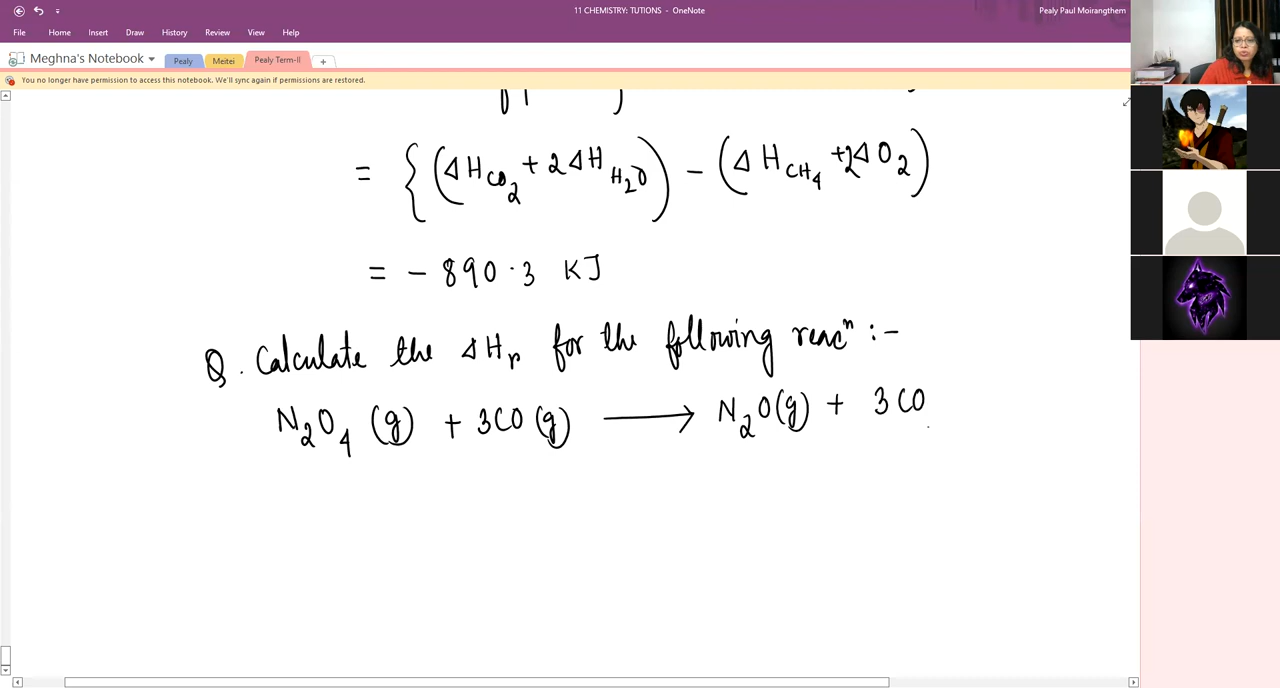 11 CHEMISTRY: TUTIONS - OneNote
Pealy Paul Moirangthem
File Home Insert Draw History Review View Help
Meghna's Notebook Pealy Meitei Pealy Term-II +
You no longer have permission to access this notebook. We'll sync again if permissions are restored.
= {(ΔH_CO₂ + 2ΔH_H₂O) - (ΔH_CH₄ + 2ΔO₂)
= - 890.3 KJ
Q. Calculate the ΔHr for the following reacⁿ :-
N₂O₄ (g) + 3CO (g) ⟶ N₂O(g) + 3CO